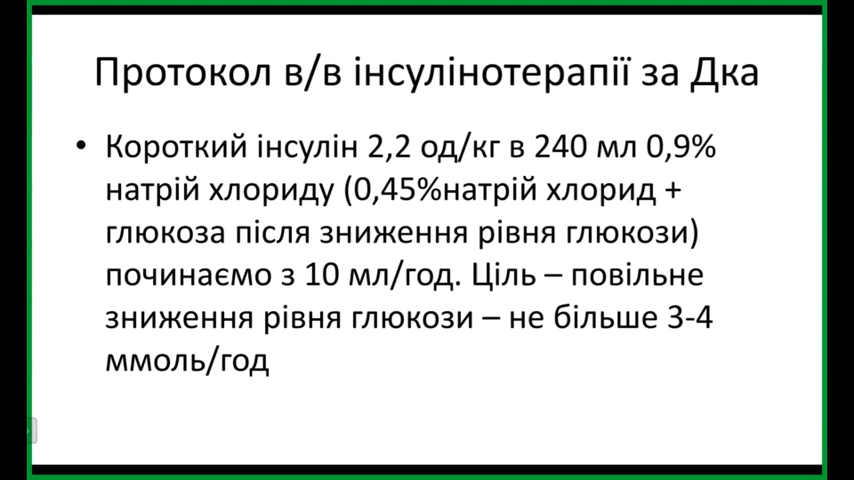 Протокол в/в інсулінотерапії за Дка
• Короткий інсулін 2,2 од/кг в 240 мл 0,9%
натрій хлориду (0,45%натрій хлорид +
глюкоза після зниження рівня глюкози)
починаємо з 10 мл/год. Ціль – повільне
зниження рівня глюкози – не більше 3-4
ммоль/год